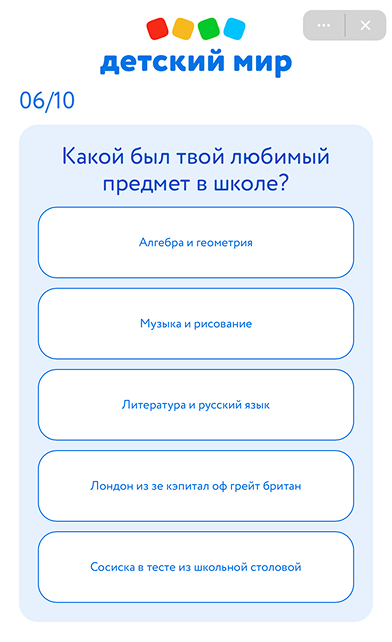 детский мир
06/10
Какой был твой любимый
предмет в школе?
Алгебра и геометрия
Музыка и рисование
Литература и русский язык
Лондон из зе кэпитал оф грейт британ
Сосиска в тесте из школьной столовой